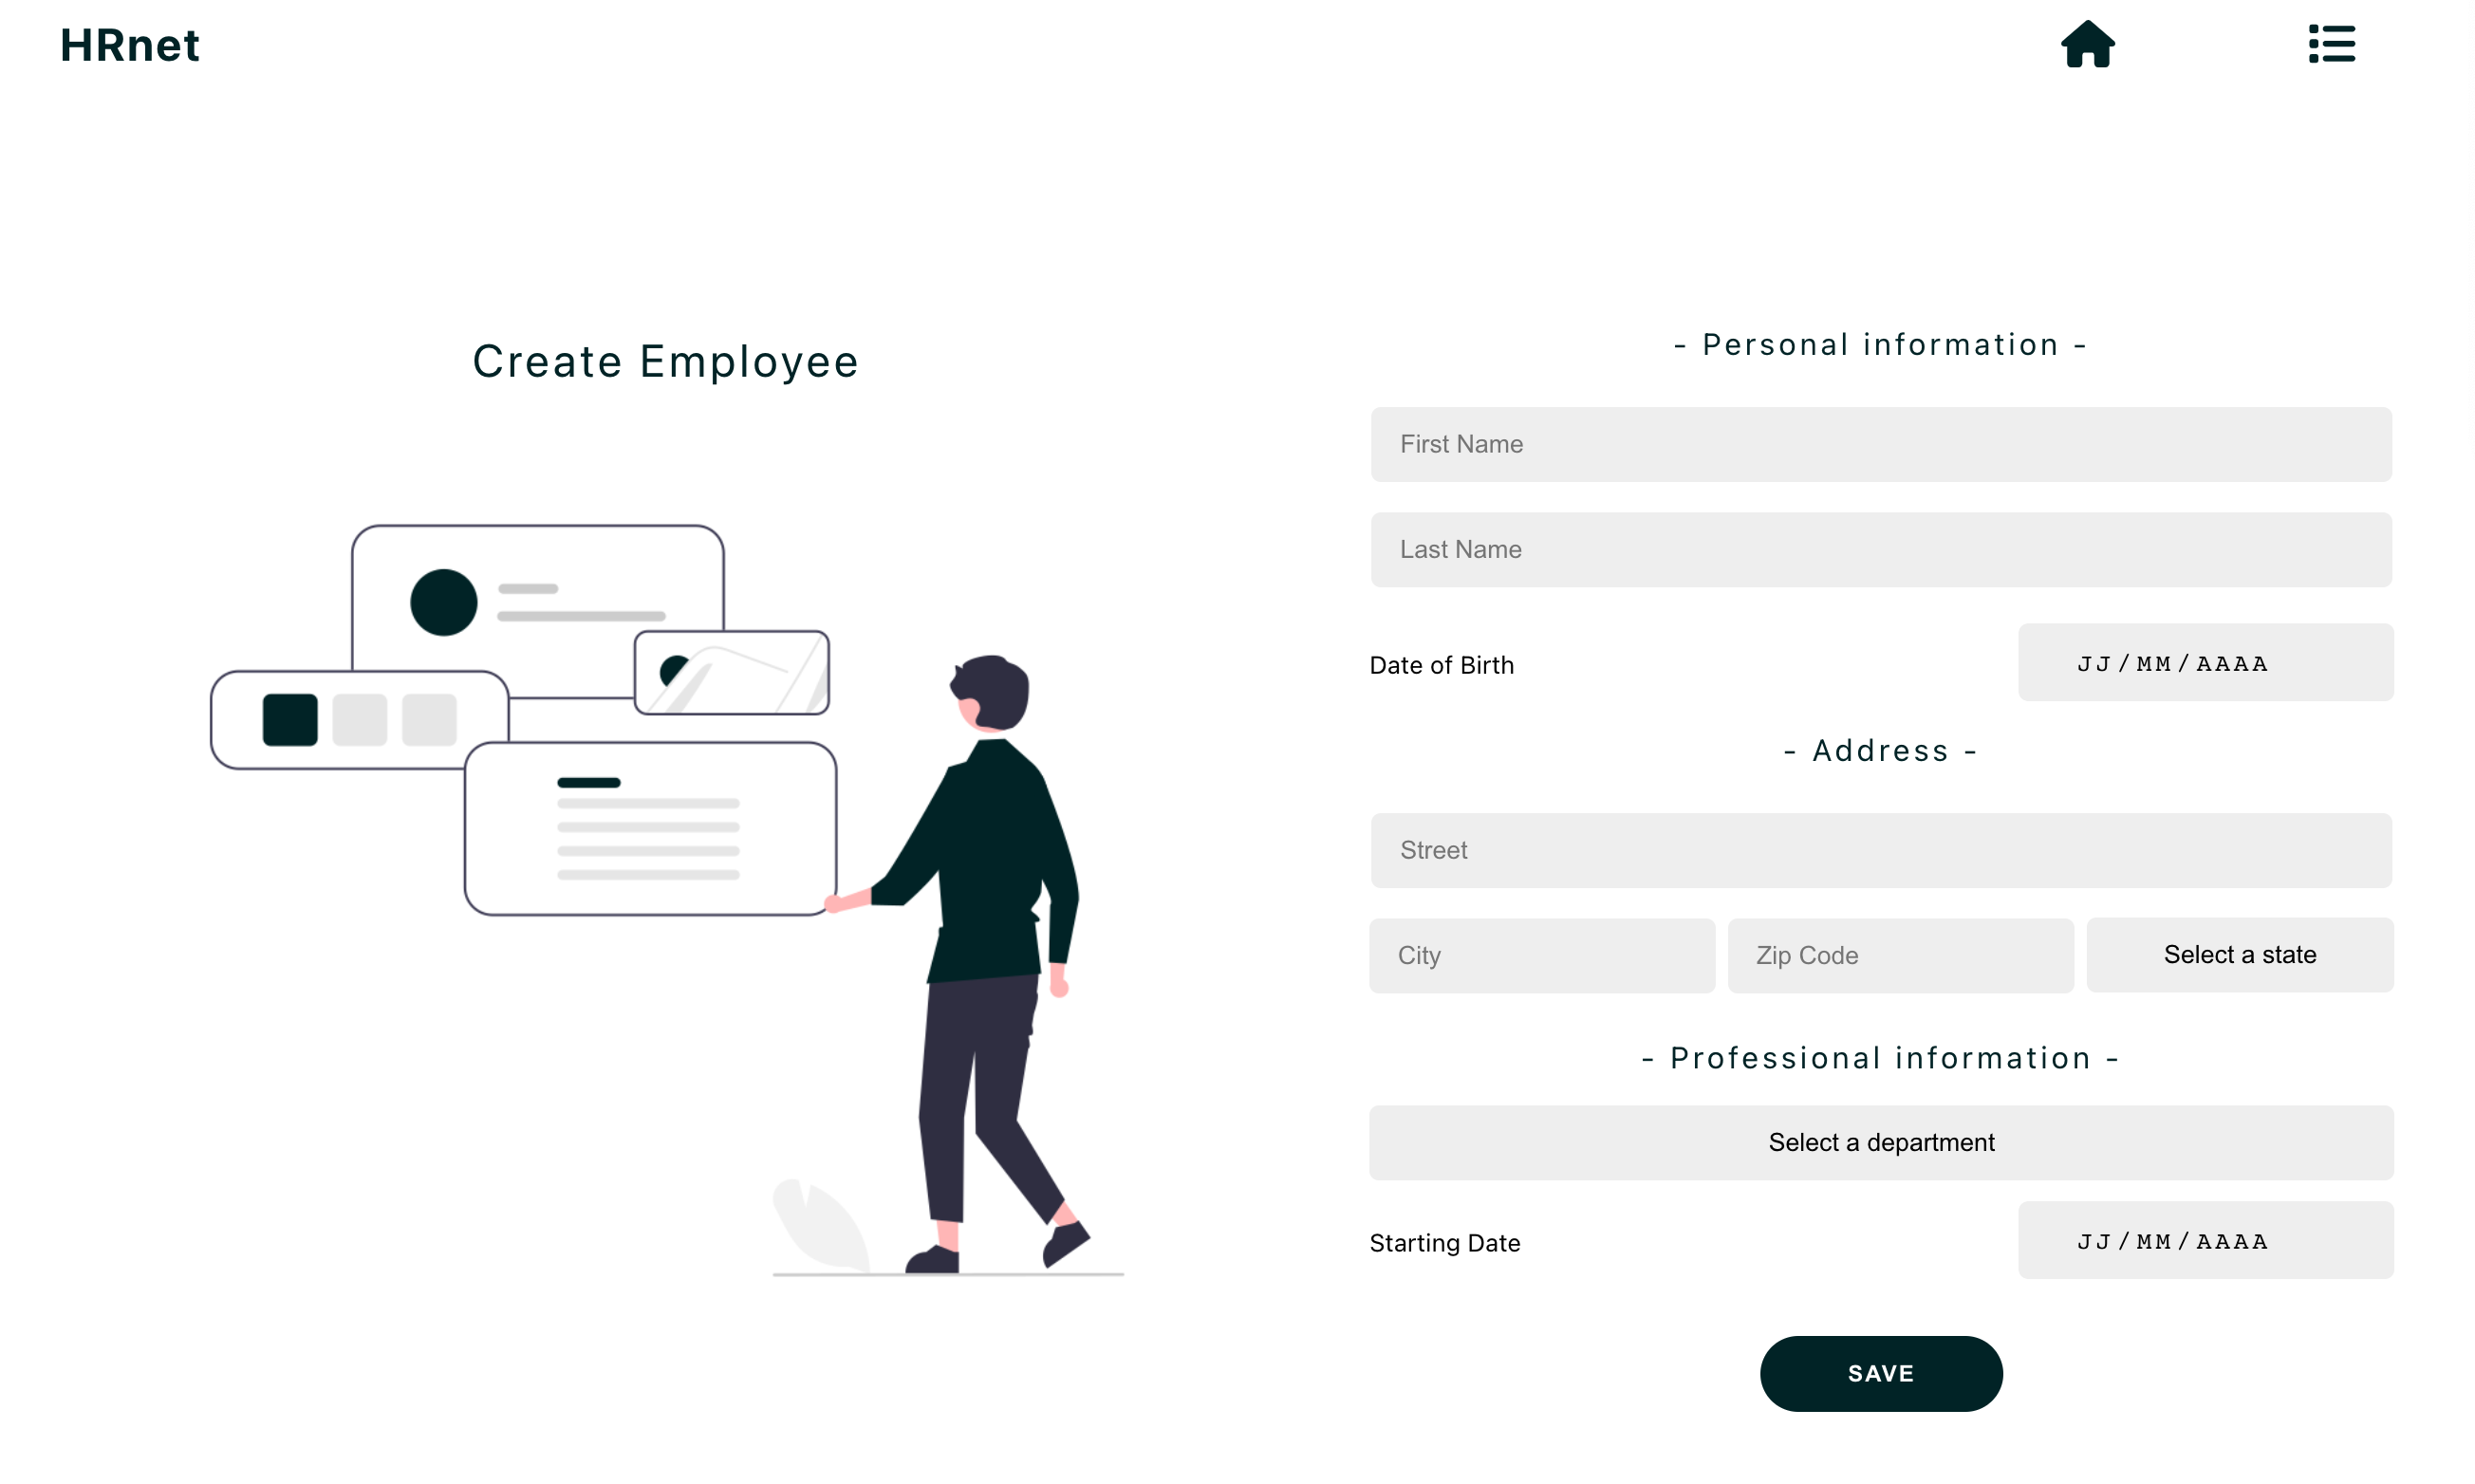 HRnet
Create Employee
- Personal information -
First Name
Last Name
Date of Birth
JJ/MM/AAAA
- Address -
Street
City
Zip Code
Select a state
- Professional information -
Select a department
Starting Date
JJ/MM/AAAA
SAVE